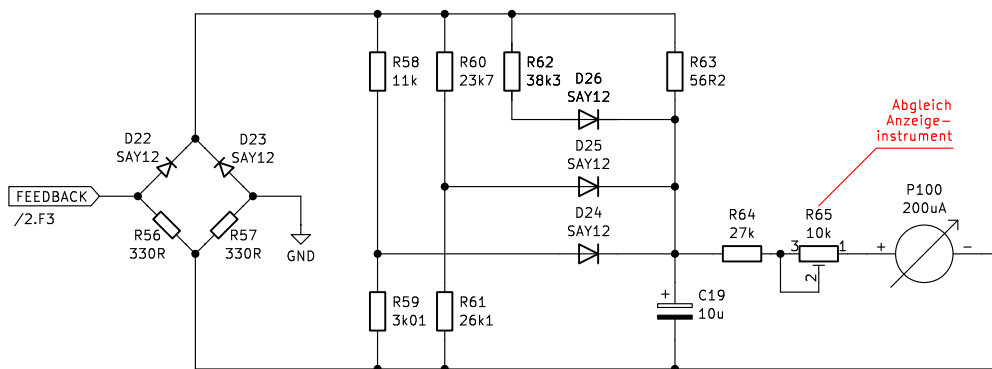 R58
11k
R60
23k7
R62
38k3
D26
SAY12
R63
56R2
Abgleich
Anzeige-
instrument
D22
SAY12
D23
SAY12
D25
SAY12
FEEDBACK
/2.F3
P100
200uA
R56
330R
R57
330R
GND
D24
SAY12
R64
27k
R65
10k
3
1
2
+
-
R59
3k01
R61
26k1
+
C19
10u